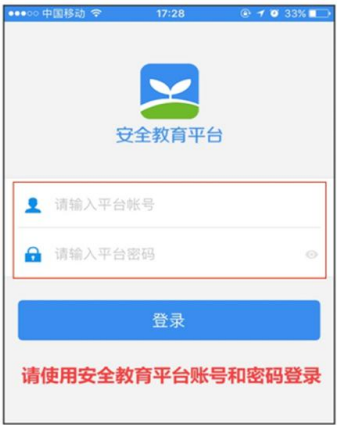 中国移动 17:28 33%
安全教育平台
请输入平台帐号
请输入平台密码
登录
请使用安全教育平台账号和密码登录